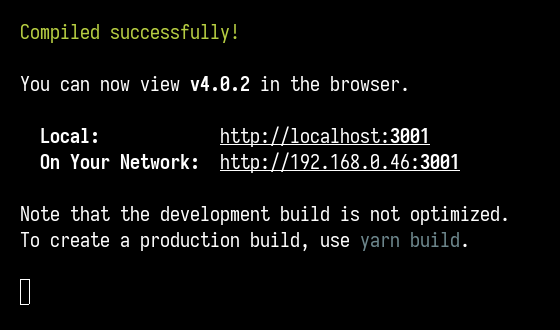 Compiled successfully!
You can now view v4.0.2 in the browser.
Local: http://localhost:3001
On Your Network: http://192.168.0.46:3001
Note that the development build is not optimized.
To create a production build, use yarn build.